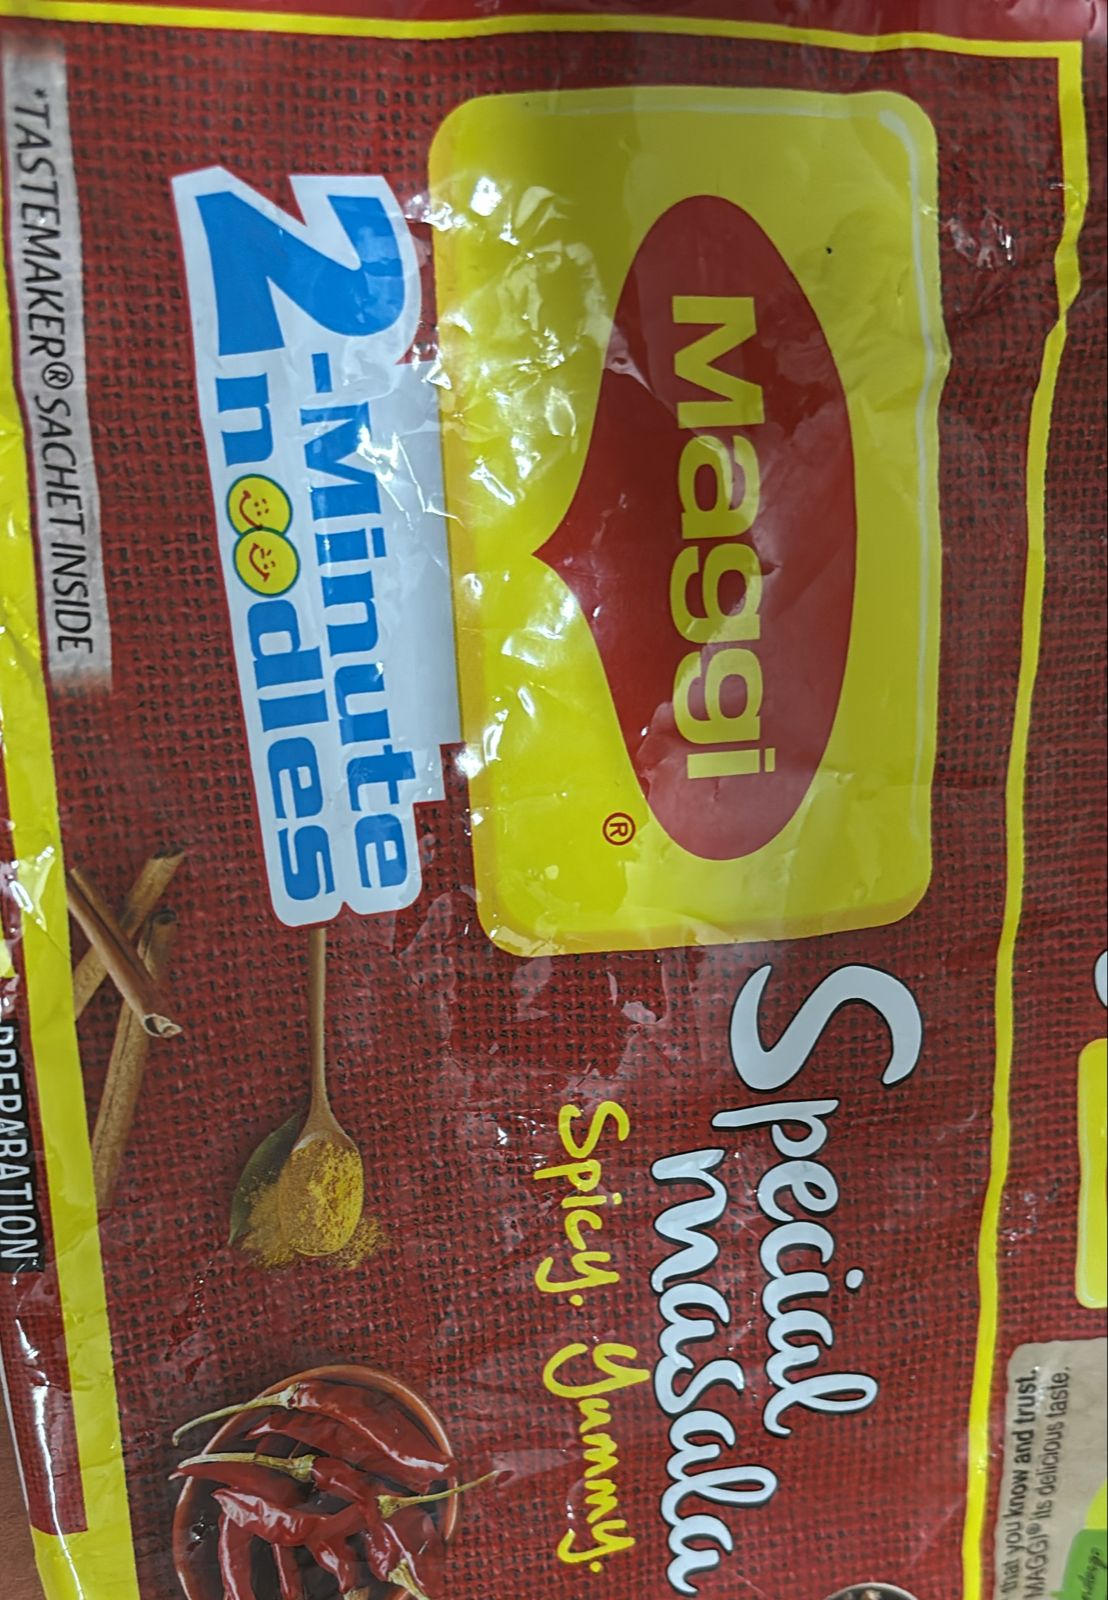 Maggi
®
2-Minute
noodles
Special
masala
Spicy. Yummy.
*TASTEMAKER® SACHET INSIDE
PREPARATION
that you know and trust.
MAGGI® its delicious taste.